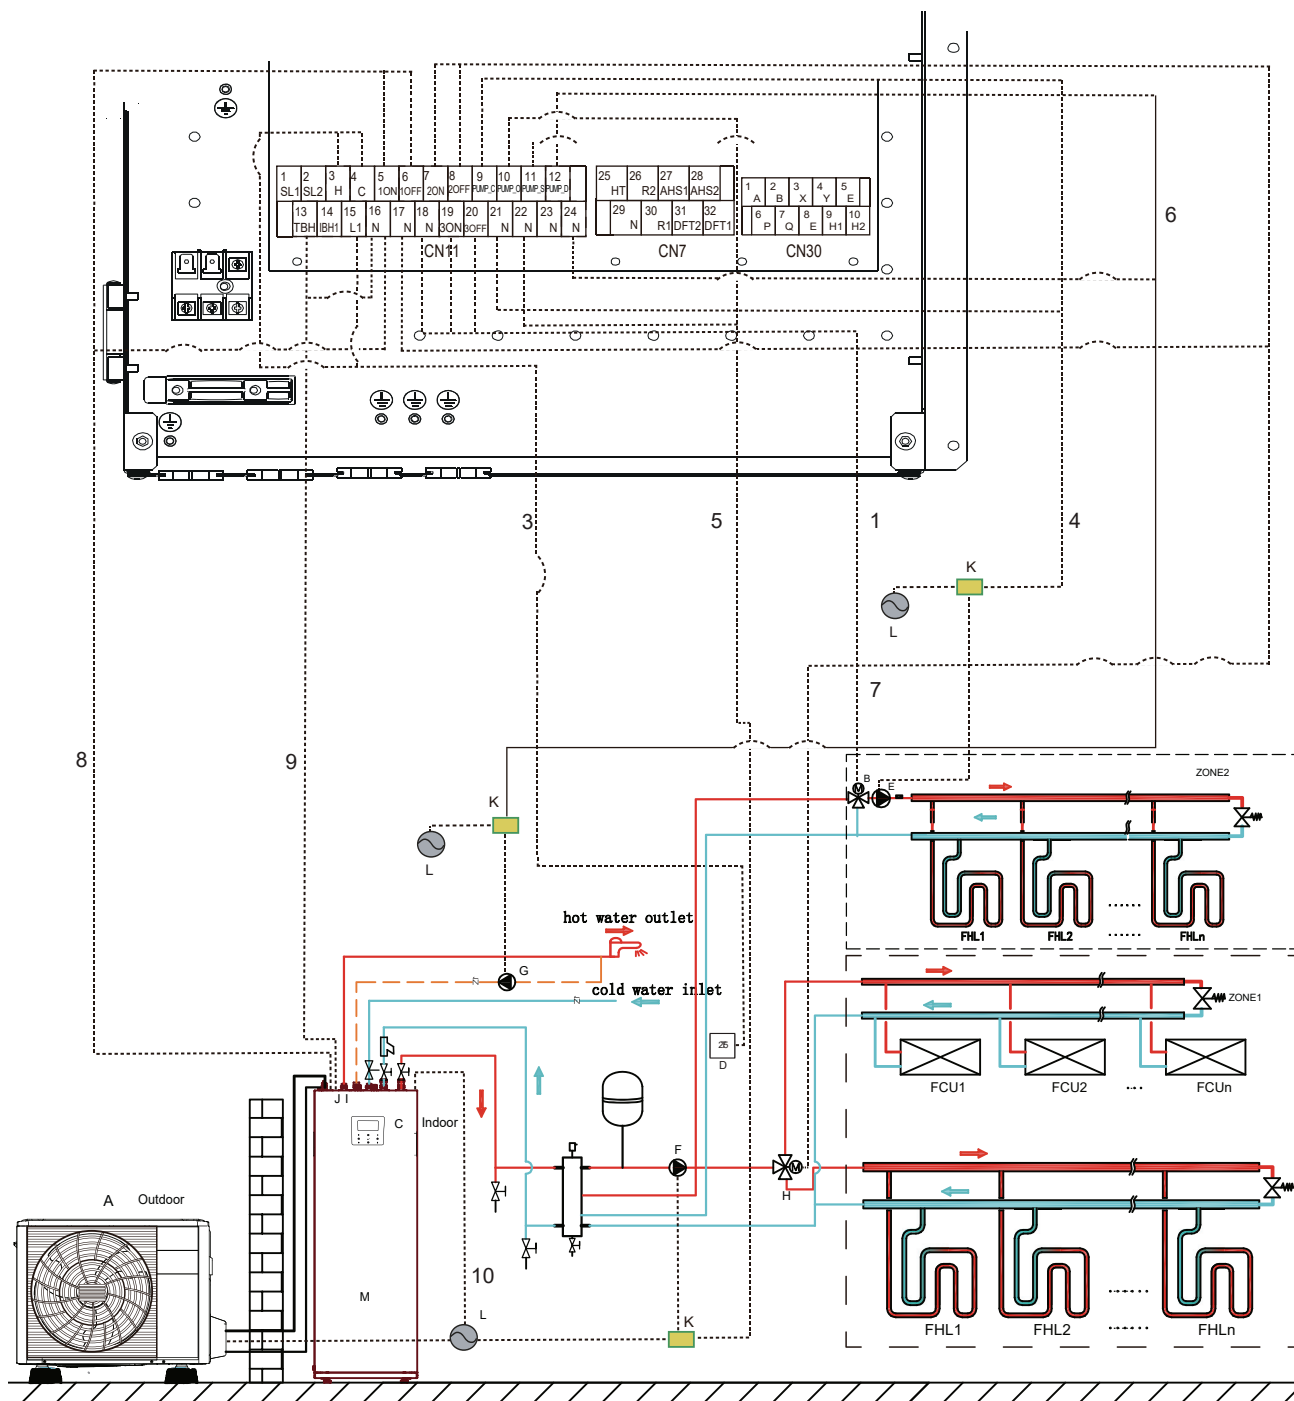 1 2 3 4 5 6 7 8 9 10 11 12
SL1 SL2 H C 1ON 1OFF 2ON 2OFF PUMP_C PUMP_O PUMP_S PUMP_D
13 14 15 16 17 18 19 20 21 22 23 24
TBH IBH1 L1 N N N 3ON 3OFF N N N N
CN11
25 26 27 28
HT R2 AHS1 AHS2
29 30 31 32
N R1 DFT2 DFT1
CN7
1 2 3 4 5
A B X Y E
6 7 8 9 10
P Q E H1 H2
CN30
6
3
5
1
4
K
L
7
8
9
K
L
M
B
E
ZONE2
FHL1 FHL2 ...... FHLn
hot water outlet
G
cold water inlet
ZONE1
FCU1 FCU2 .... FCUn
25
D
J I
C Indoor
F
M
H
A Outdoor
M
10
L
K
FHL1 FHL2 ...... FHLn